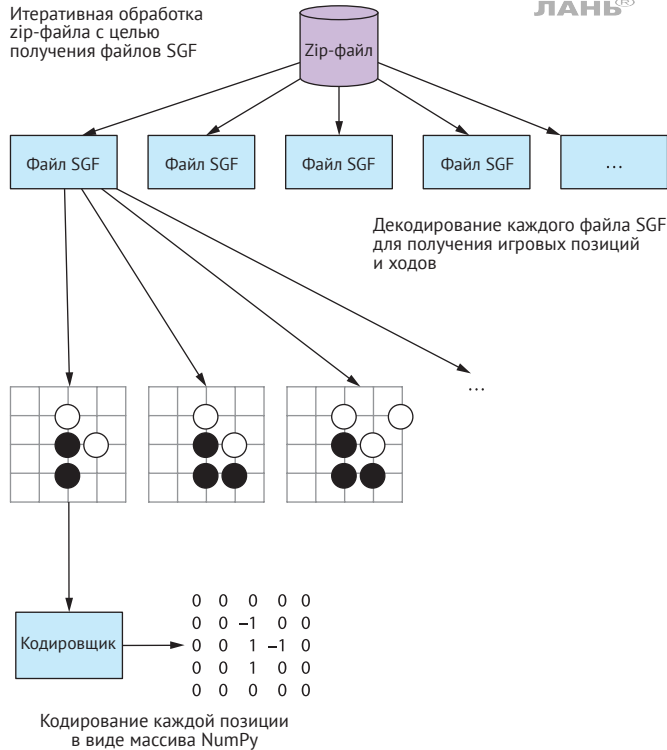 Итеративная обработка
zip-файла с целью
получения файлов SGF
ЛАНЬ®
Zip-файл
Файл SGF
Файл SGF
Файл SGF
Файл SGF
...
Декодирование каждого файла SGF
для получения игровых позиций
и ходов
...
Кодировщик
0 0 0 0 0
0 0 –1 0 0
0 0 1 –1 0
0 0 1 0 0
0 0 0 0 0
Кодирование каждой позиции
в виде массива NumPy